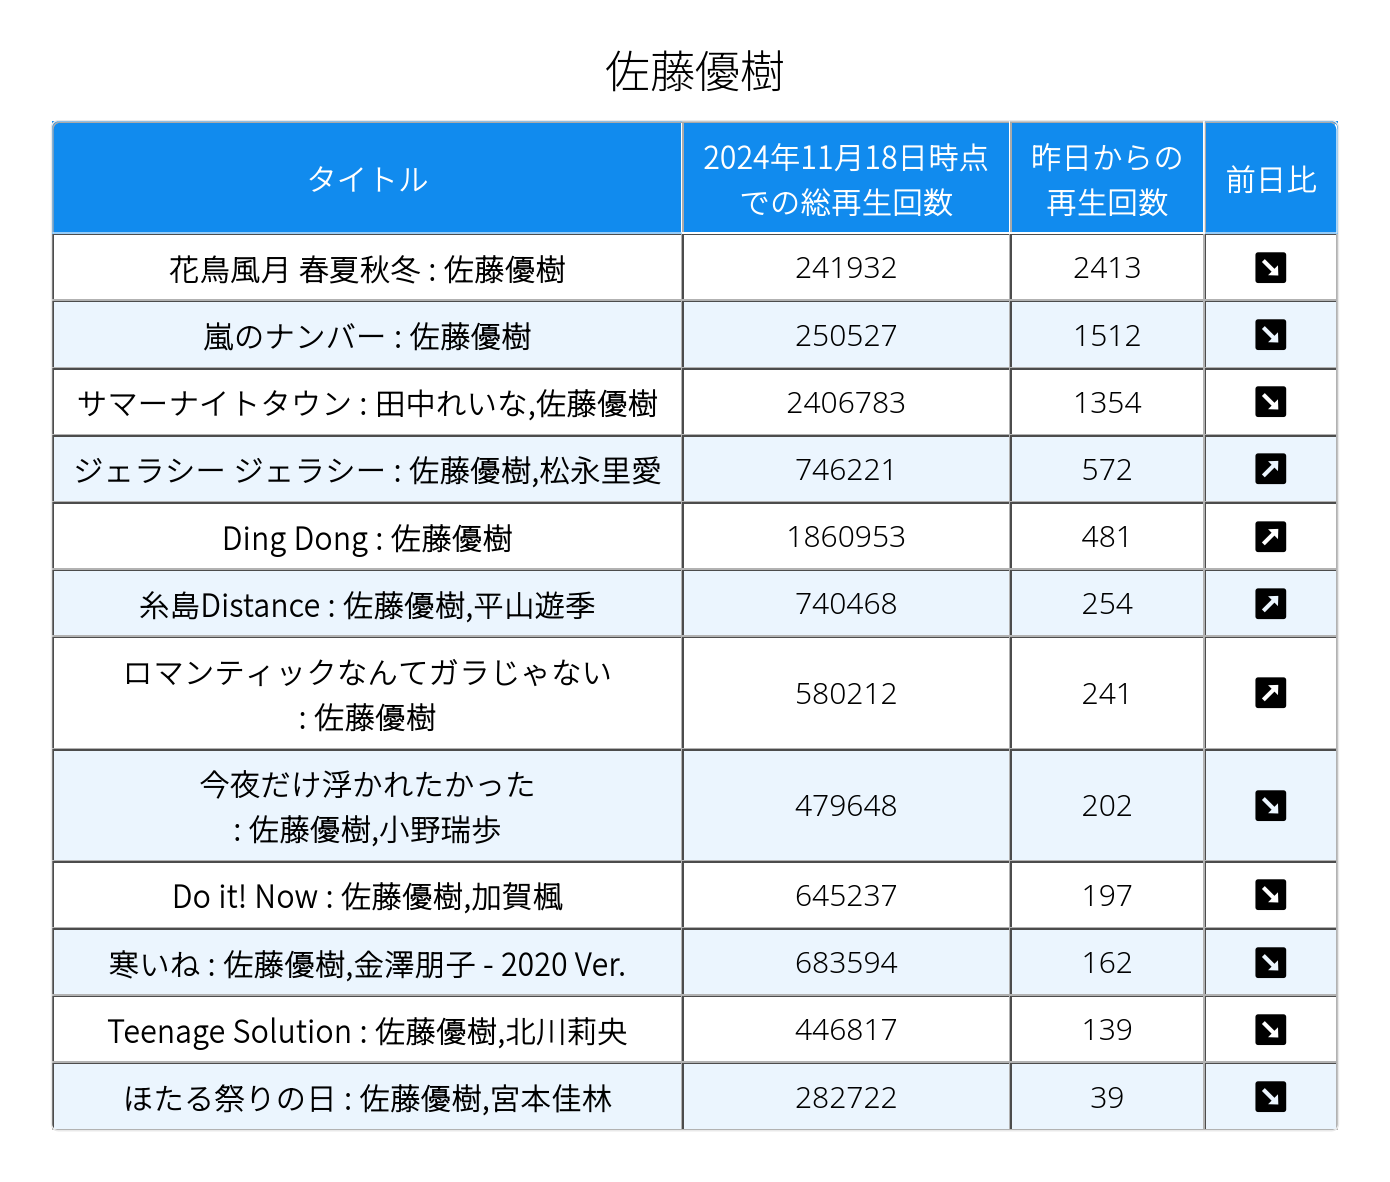 佐藤優樹
タイトル
2024年11月18日時点
での総再生回数
昨日からの
再生回数
前日比
花鳥風月 春夏秋冬 : 佐藤優樹
241932
2413
嵐のナンバー : 佐藤優樹
250527
1512
サマーナイトタウン : 田中れいな,佐藤優樹
2406783
1354
ジェラシー ジェラシー : 佐藤優樹,松永里愛
746221
572
Ding Dong : 佐藤優樹
1860953
481
糸島Distance : 佐藤優樹,平山遊季
740468
254
ロマンティックなんてガラじゃない
: 佐藤優樹
580212
241
今夜だけ浮かれたかった
: 佐藤優樹,小野瑞歩
479648
202
Do it! Now : 佐藤優樹,加賀楓
645237
197
寒いね : 佐藤優樹,金澤朋子 - 2020 Ver.
683594
162
Teenage Solution : 佐藤優樹,北川莉央
446817
139
ほたる祭りの日 : 佐藤優樹,宮本佳林
282722
39